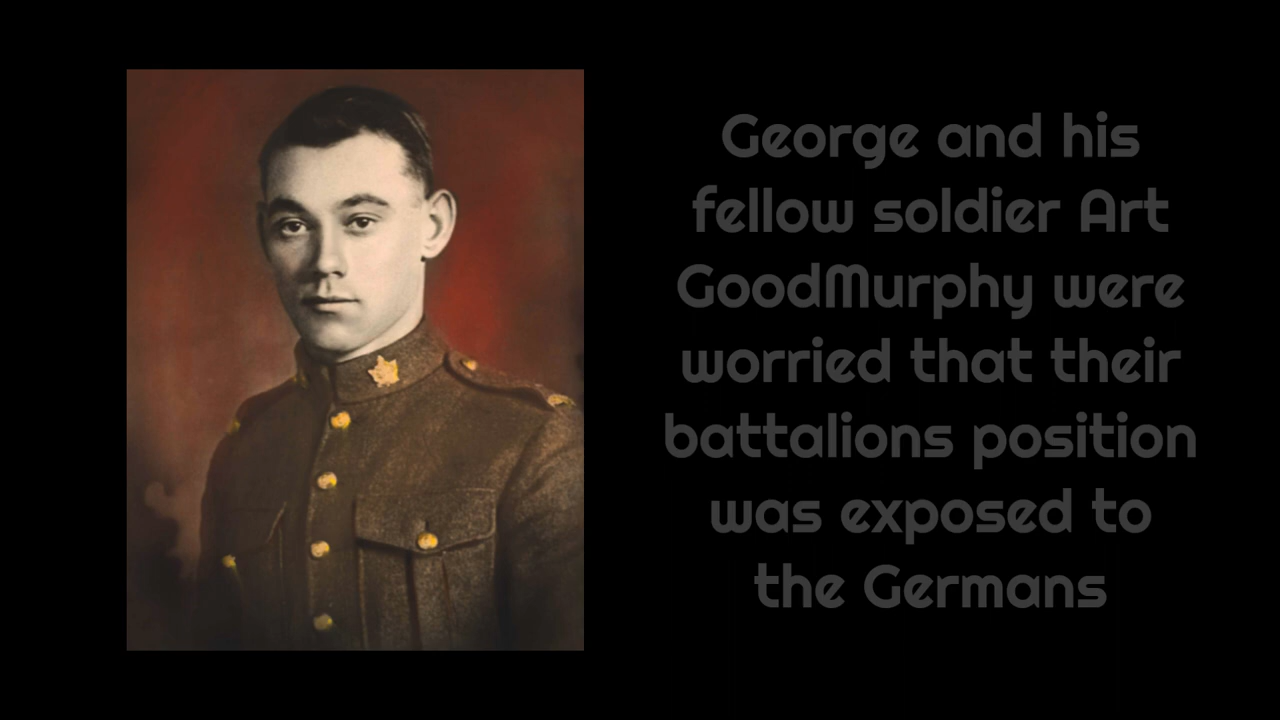 George and his
fellow soldier Art
GoodMurphy were
worried that their
battalions position
was exposed to
the Germans